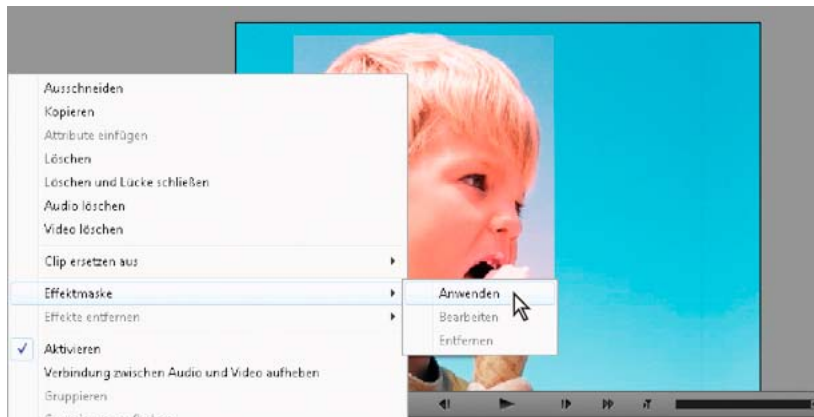 Ausschneiden
Kopieren
Attribute einfügen
Löschen
Löschen und Lücke schließen
Audio löschen
Video löschen
Clip ersetzen aus
Effektmaske
Anwenden
Effekte entfernen
Bearbeiten
Entfernen
Aktivieren
Verbindung zwischen Audio und Video aufheben
Gruppieren